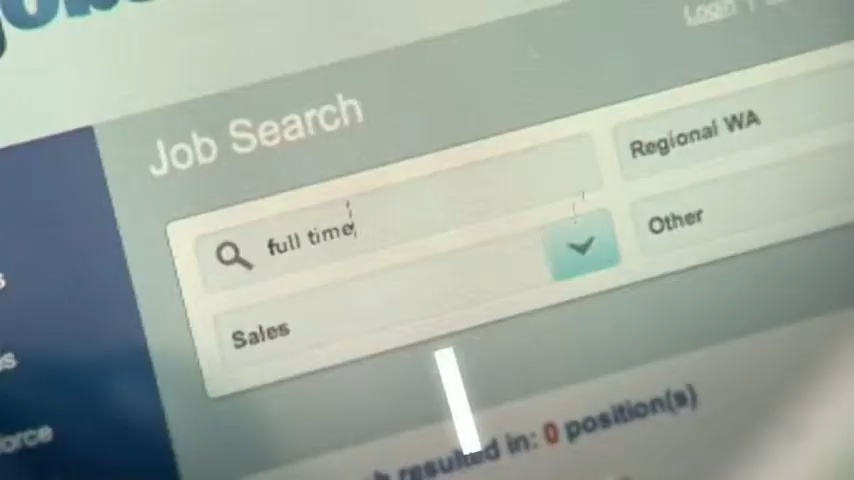 Login
Job Search
full time
Regional WA
Sales
Other
resulted in: 0 position(s)